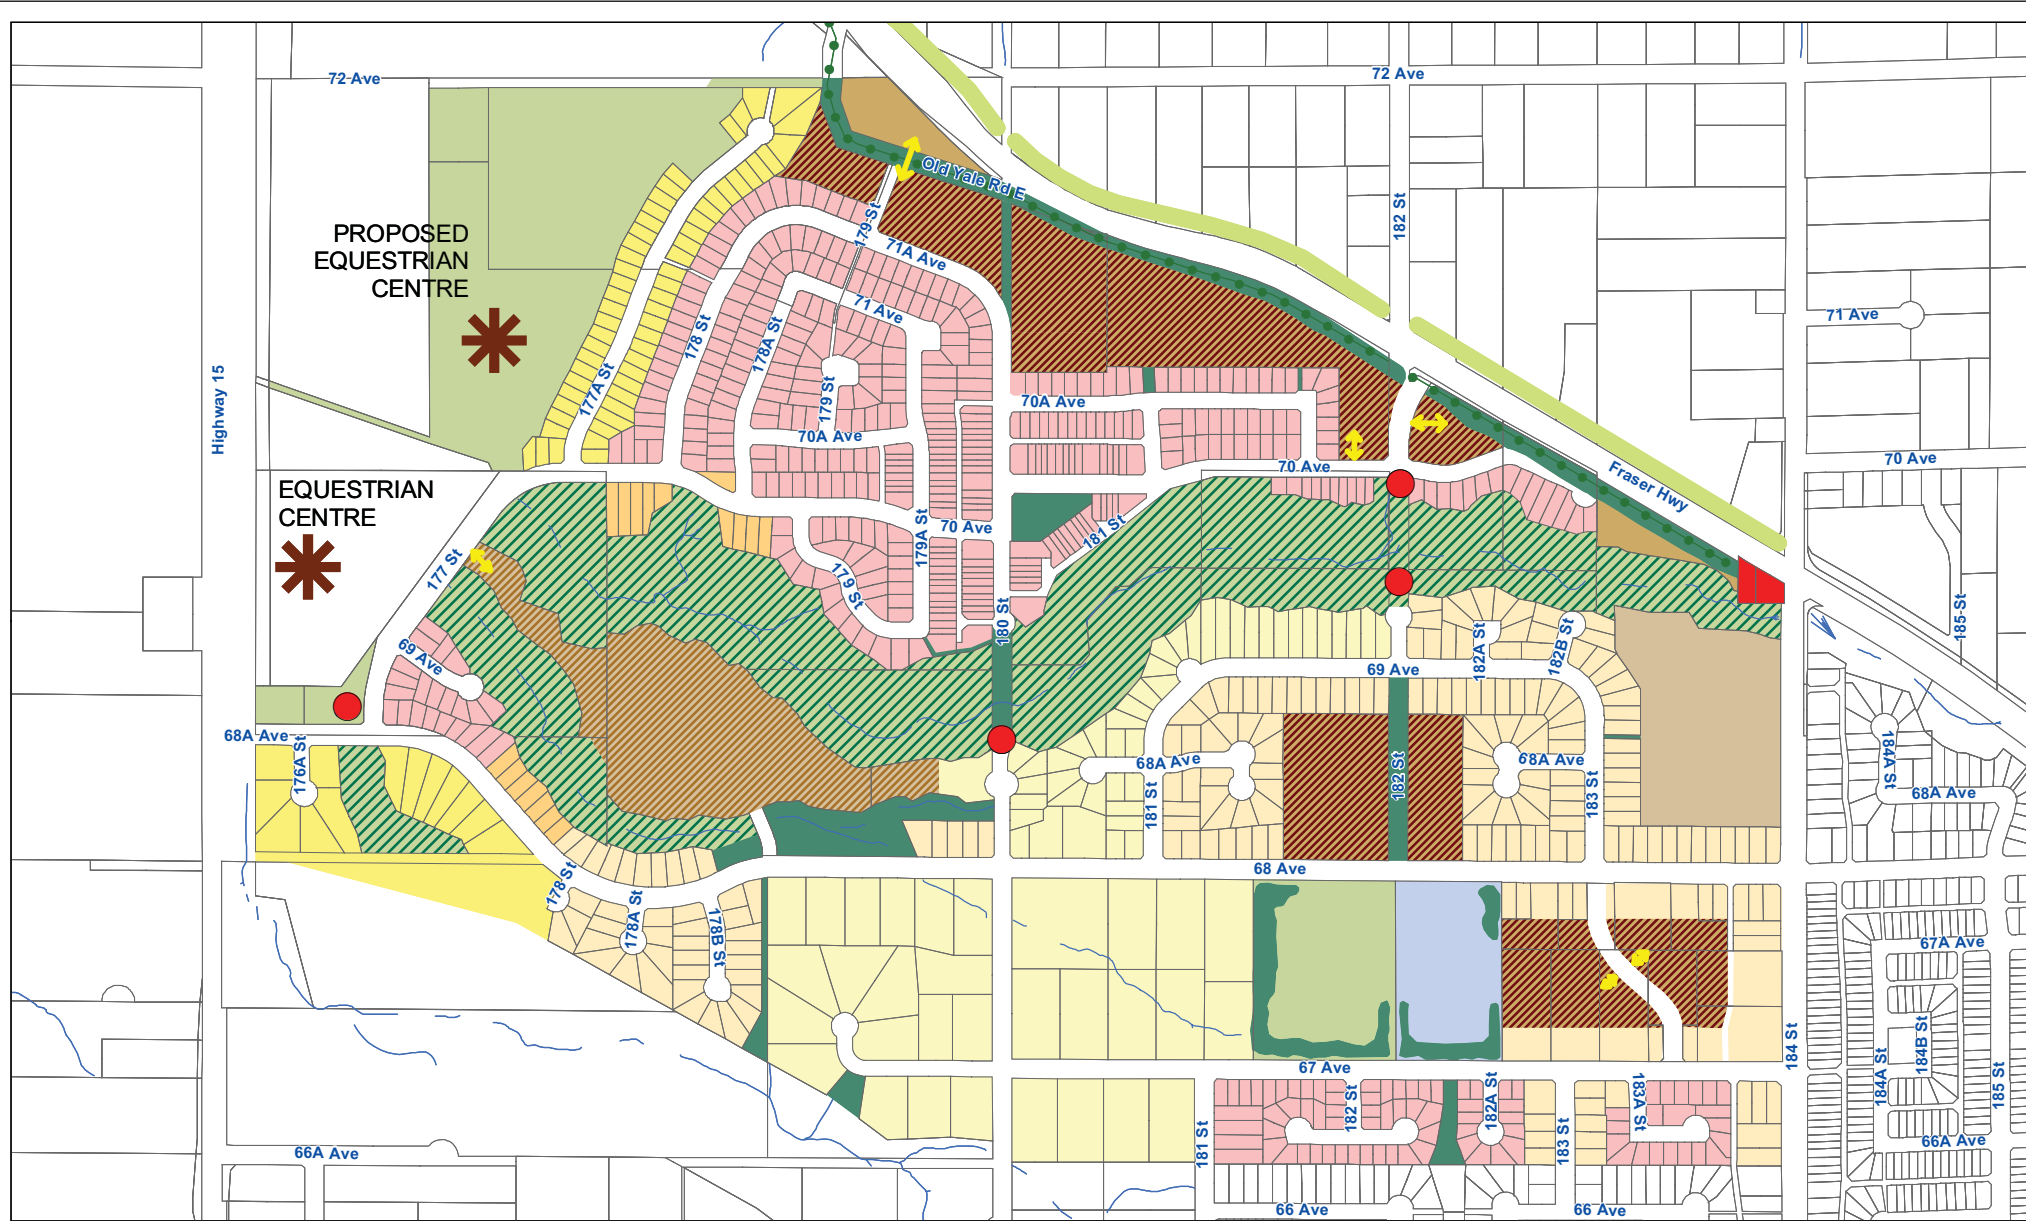 72 Ave
72 Ave
Old Yale Rd E
182 St
179 St
PROPOSED
EQUESTRIAN
CENTRE
71A Ave
71 Ave
71 Ave
178 St
178A St
177A St
179 St
Highway 15
70A Ave
70A Ave
70 Ave
70 Ave
Fraser Hwy
EQUESTRIAN
CENTRE
70 Ave
179A St
181 St
177 St
179 St
180 St
185 St
69 Ave
182A St
182B St
69 Ave
68A Ave
176A St
68A Ave
68A Ave
184A St
182 St
181 St
183 St
68A Ave
68 Ave
178 St
178A St
178B St
67A Ave
184 St
184B St
67 Ave
184A St
185 St
182 St
182A St
183A St
181 St
183 St
66A Ave
66A Ave
66 Ave
66 Ave